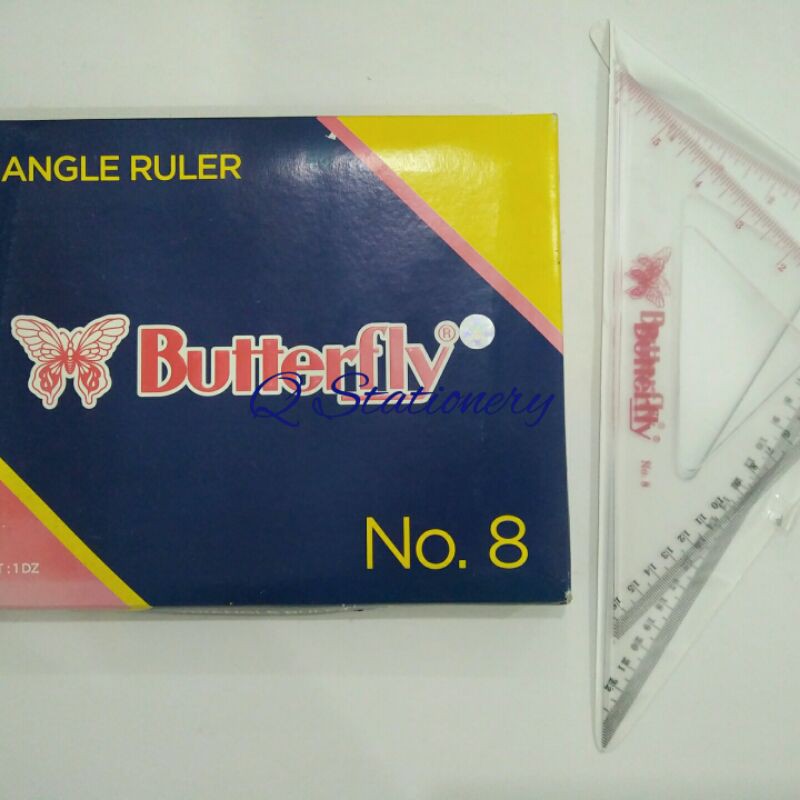 ANGLE RULER
Butterfly®
Q Stationery
No. 8
T : 1 DZ
Butterfly®
No. 8